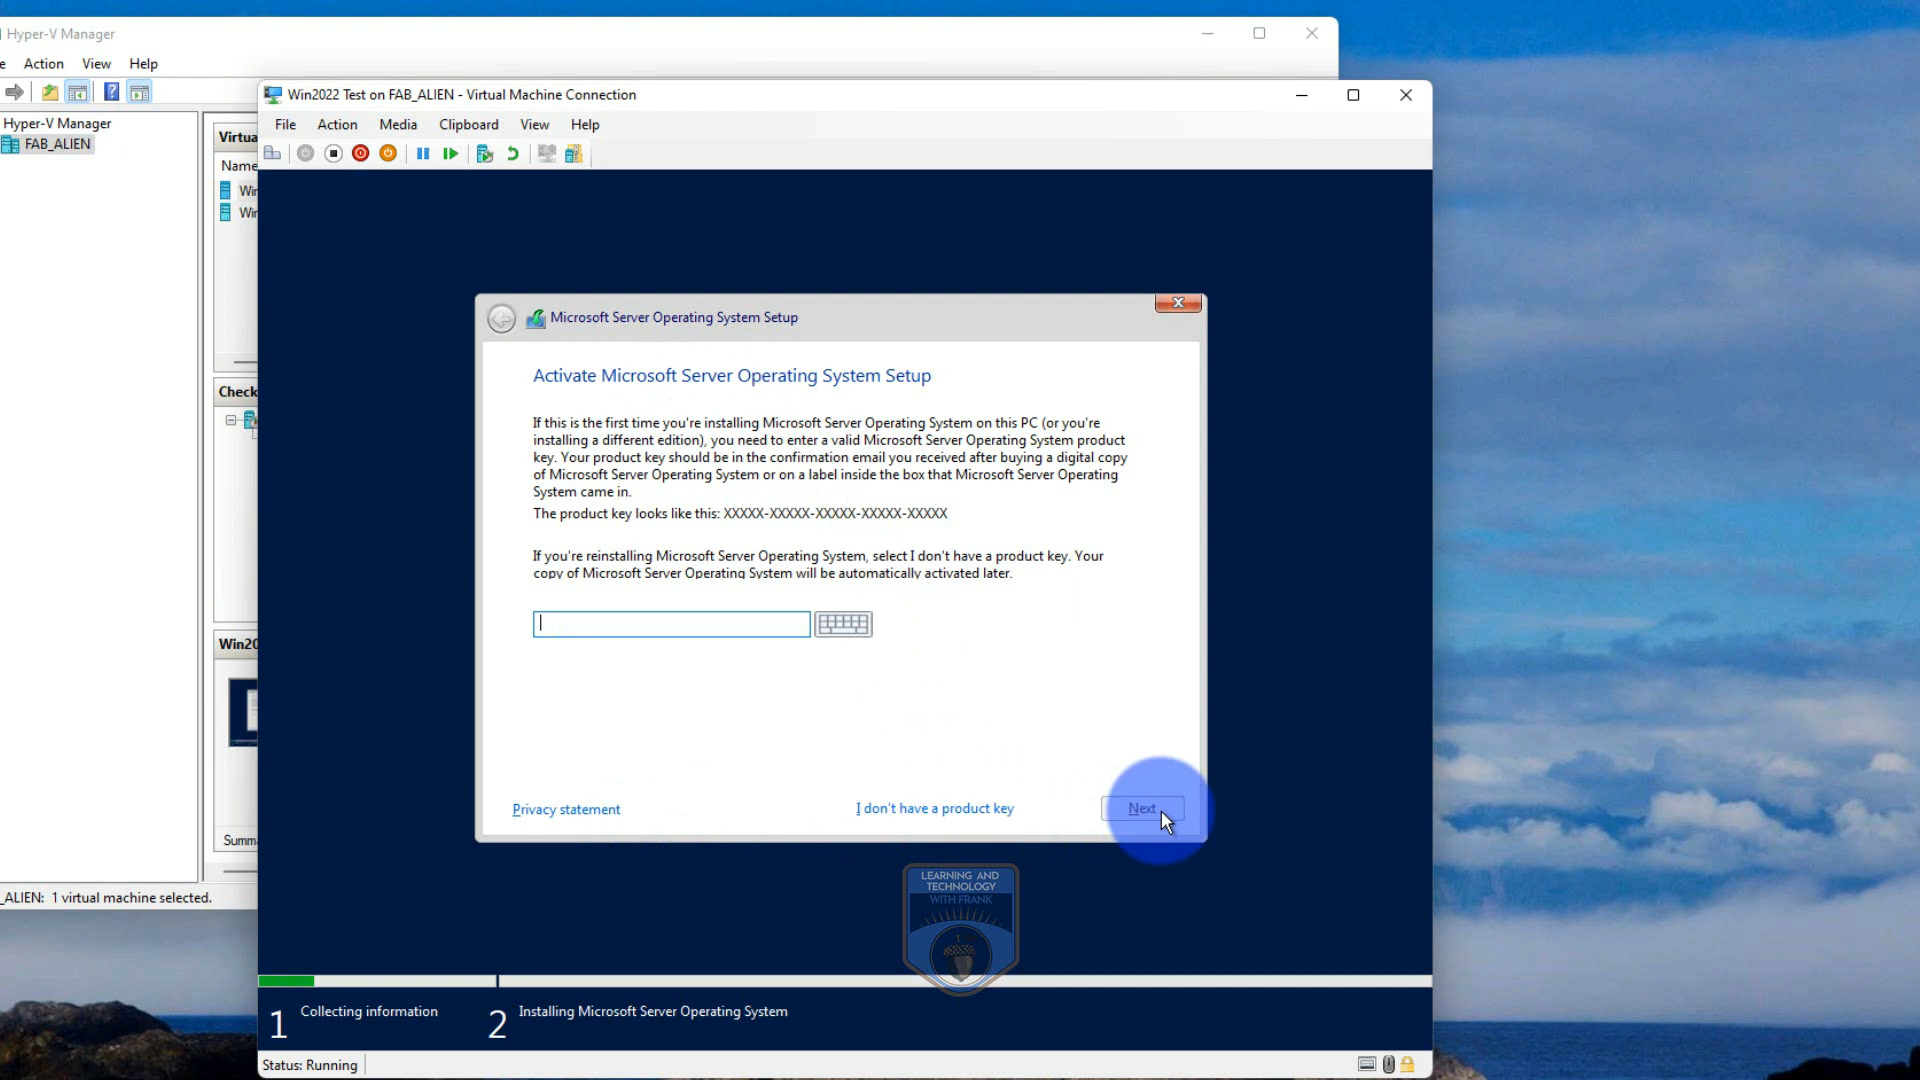 Hyper-V Manager
Action View Help
Hyper-V Manager
FAB_ALIEN
Name
Win2022 Test on FAB_ALIEN - Virtual Machine Connection
File Action Media Clipboard View Help
Microsoft Server Operating System Setup
Activate Microsoft Server Operating System Setup
If this is the first time you're installing Microsoft Server Operating System on this PC (or you're
installing a different edition), you need to enter a valid Microsoft Server Operating System product
key. Your product key should be in the confirmation email you received after buying a digital copy
of Microsoft Server Operating System or on a label inside the box that Microsoft Server Operating
System came in.
The product key looks like this: XXXXX-XXXXX-XXXXX-XXXXX-XXXXX
If you're reinstalling Microsoft Server Operating System, select I don't have a product key. Your
copy of Microsoft Server Operating System will be automatically activated later.
Privacy statement
I don't have a product key
Next
_ALIEN: 1 virtual machine selected.
LEARNING AND
TECHNOLOGY
WITH FRANK
1 Collecting information
2 Installing Microsoft Server Operating System
Status: Running